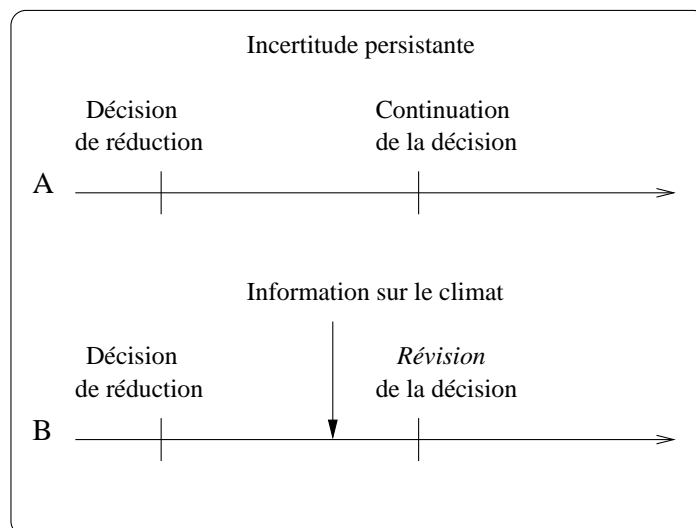 Incertitude persistante
Décision
de réduction
Continuation
de la décision
A
Information sur le climat
Décision
de réduction
Révision
de la décision
B